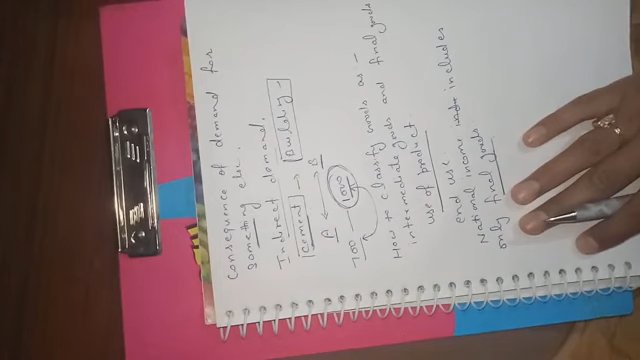 Consequence of demand for
something else.
Indirect demand.
Cement → Building -
A ← → B
700 — 1000
How to classify goods as -
intermediate goods and final goods
use of product
end use.
National income includes
only final goods